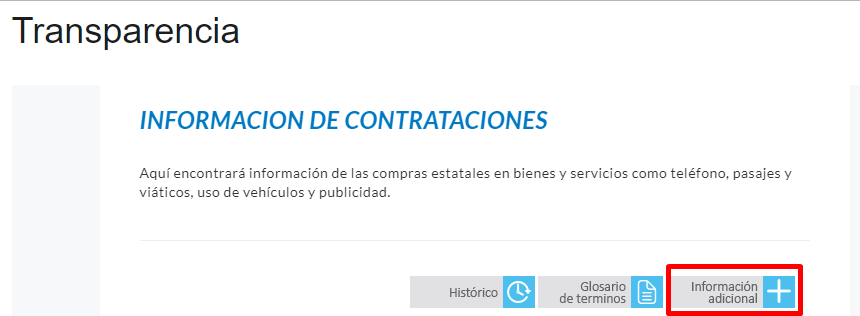 Transparencia
INFORMACION DE CONTRATACIONES
Aquí encontrará información de las compras estatales en bienes y servicios como teléfono, pasajes y
viáticos, uso de vehículos y publicidad.
Histórico
Glosario
de terminos
Información
adicional